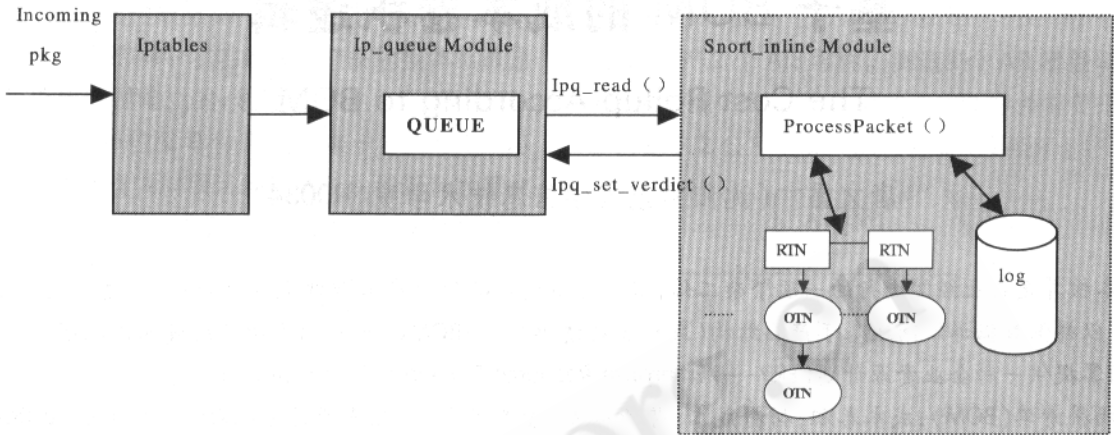 Incoming
pkg
Iptables
Ip_queue Module
QUEUE
Ipq_read（ ）
Ipq_set_verdict（ ）
Snort_inline Module
ProcessPacket（ ）
RTN
RTN
OTN
OTN
OTN
log